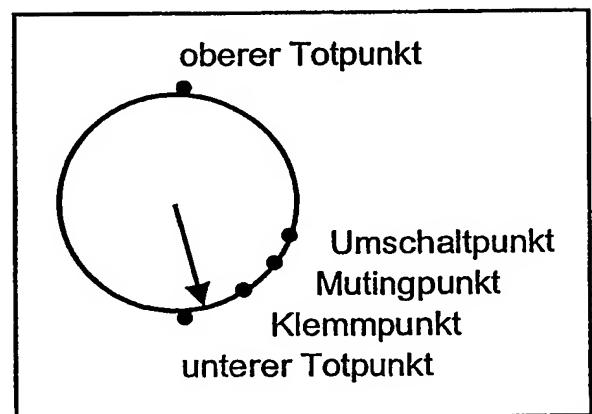 oberer Totpunkt
Umschaltpunkt
Mutingpunkt
Klemmpunkt
unterer Totpunkt